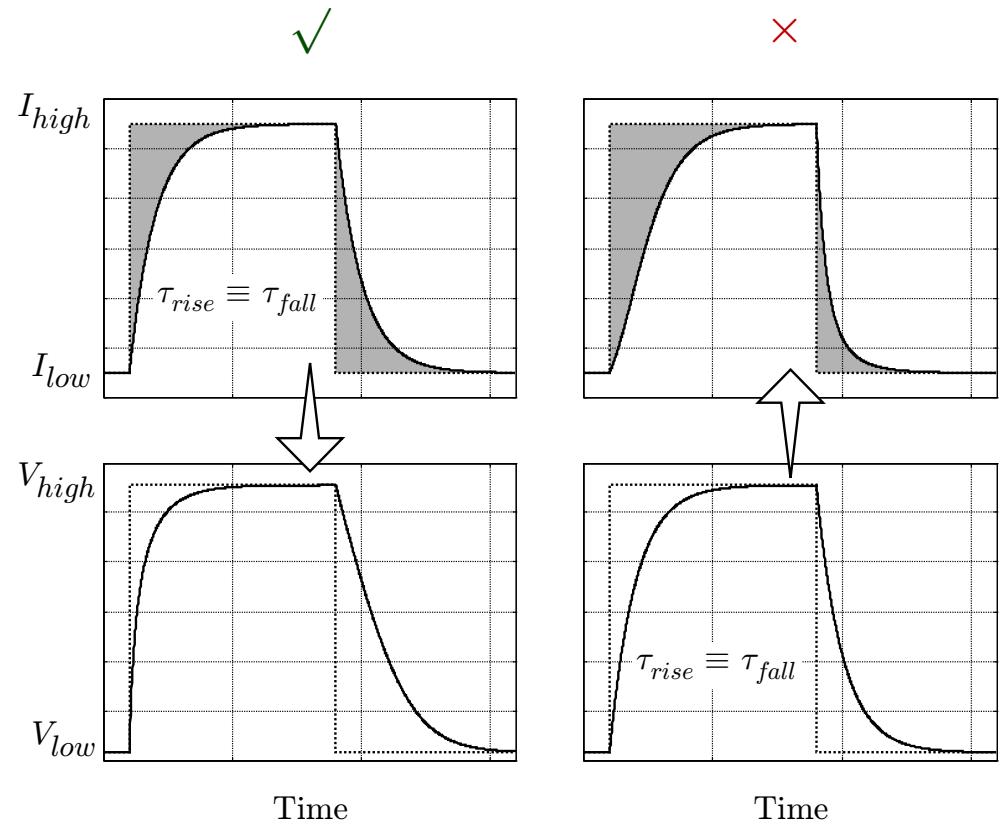 √ ×
I_high
τ_rise ≡ τ_fall
I_low
V_high
τ_rise ≡ τ_fall
V_low
Time Time